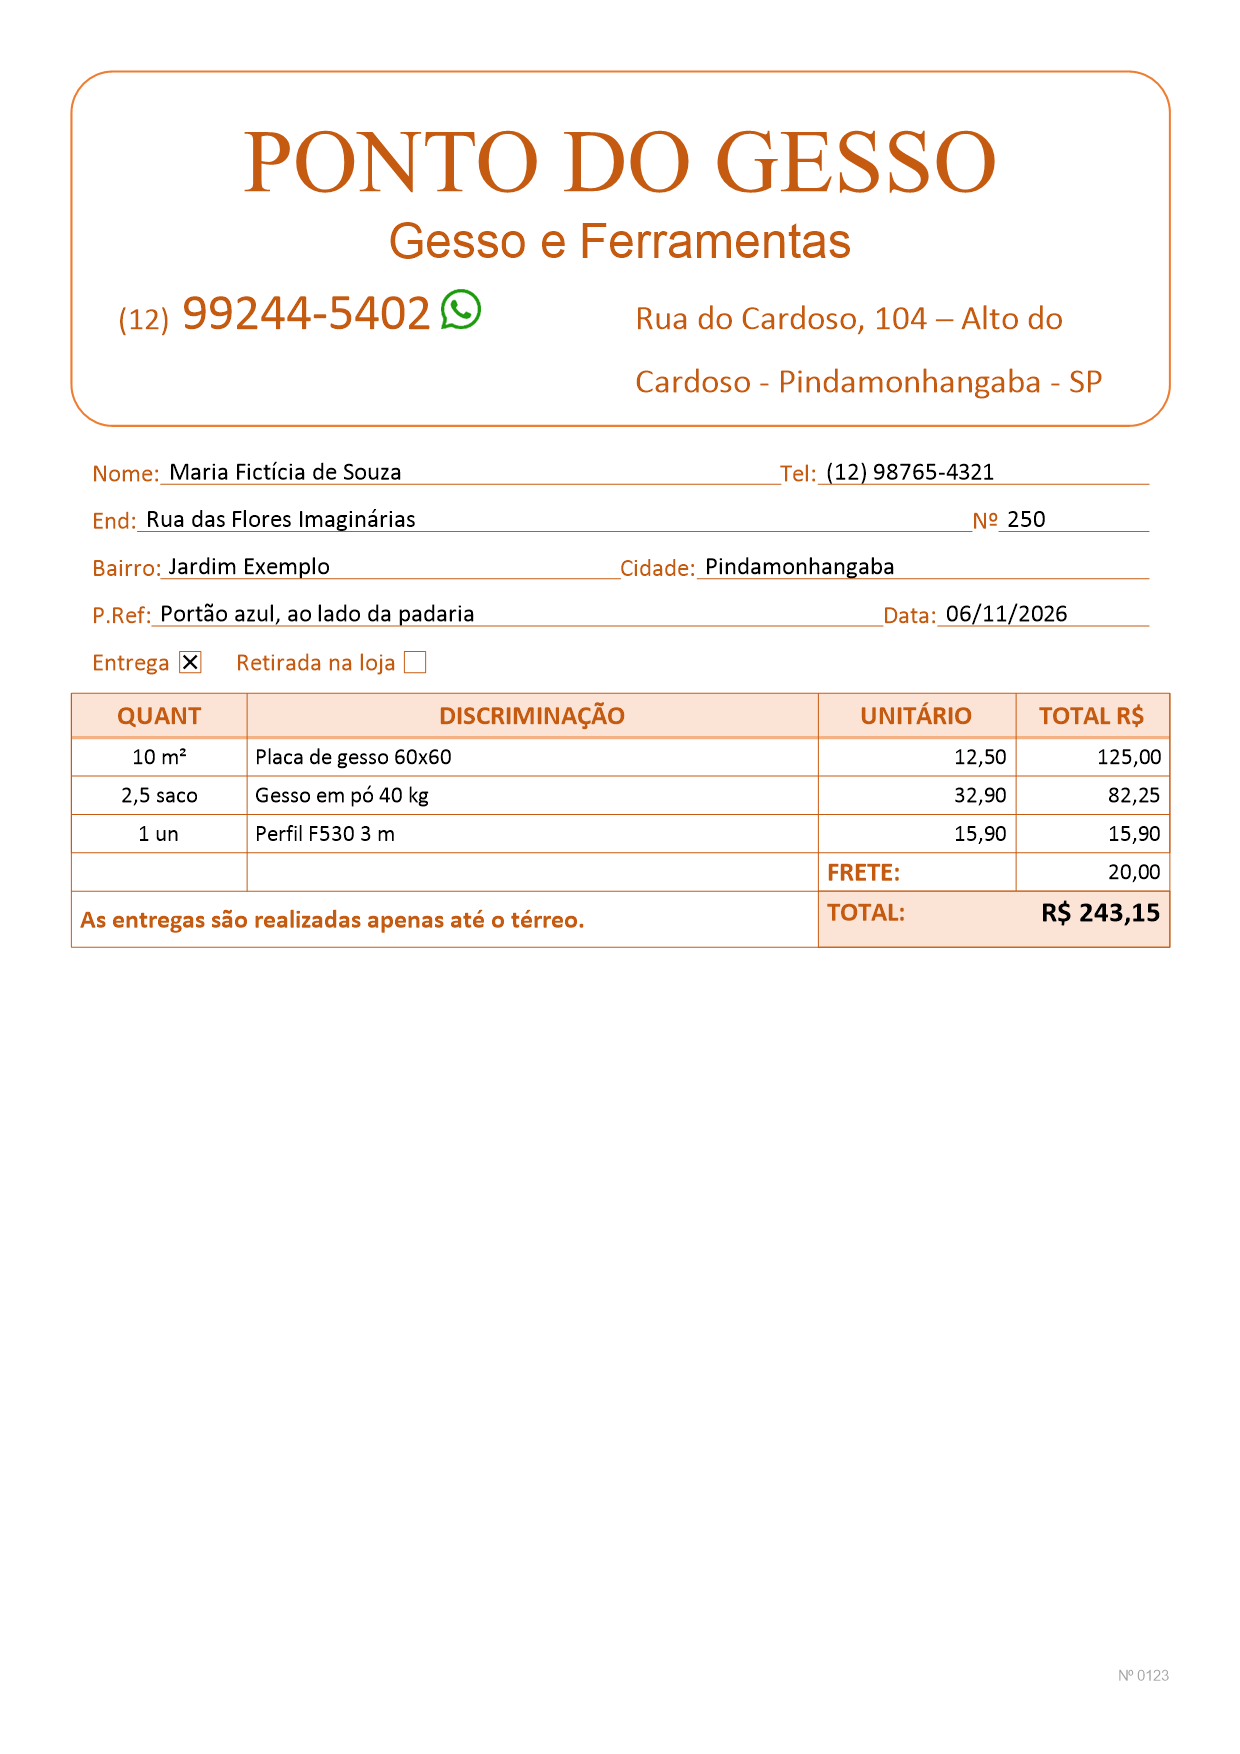 PONTO DO GESSO
Gesso e Ferramentas
(12) 99244-5402
Rua do Cardoso, 104 – Alto do
Cardoso - Pindamonhangaba - SP
Nome: Maria Fictícia de Souza Tel: (12) 98765-4321
End: Rua das Flores Imaginárias Nº 250
Bairro: Jardim Exemplo Cidade: Pindamonhangaba
P.Ref: Portão azul, ao lado da padaria Data: 06/11/2026
Entrega ☒ Retirada na loja ☐
QUANT DISCRIMINAÇÃO UNITÁRIO TOTAL R$
10 m² Placa de gesso 60x60 12,50 125,00
2,5 saco Gesso em pó 40 kg 32,90 82,25
1 un Perfil F530 3 m 15,90 15,90
FRETE: 20,00
As entregas são realizadas apenas até o térreo. TOTAL: R$ 243,15
Nº 0123